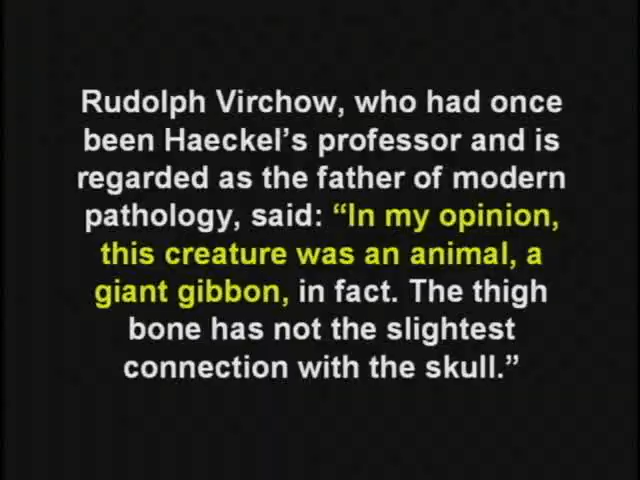 Rudolph Virchow, who had once
been Haeckel’s professor and is
regarded as the father of modern
pathology, said: “In my opinion,
this creature was an animal, a
giant gibbon, in fact. The thigh
bone has not the slightest
connection with the skull.”